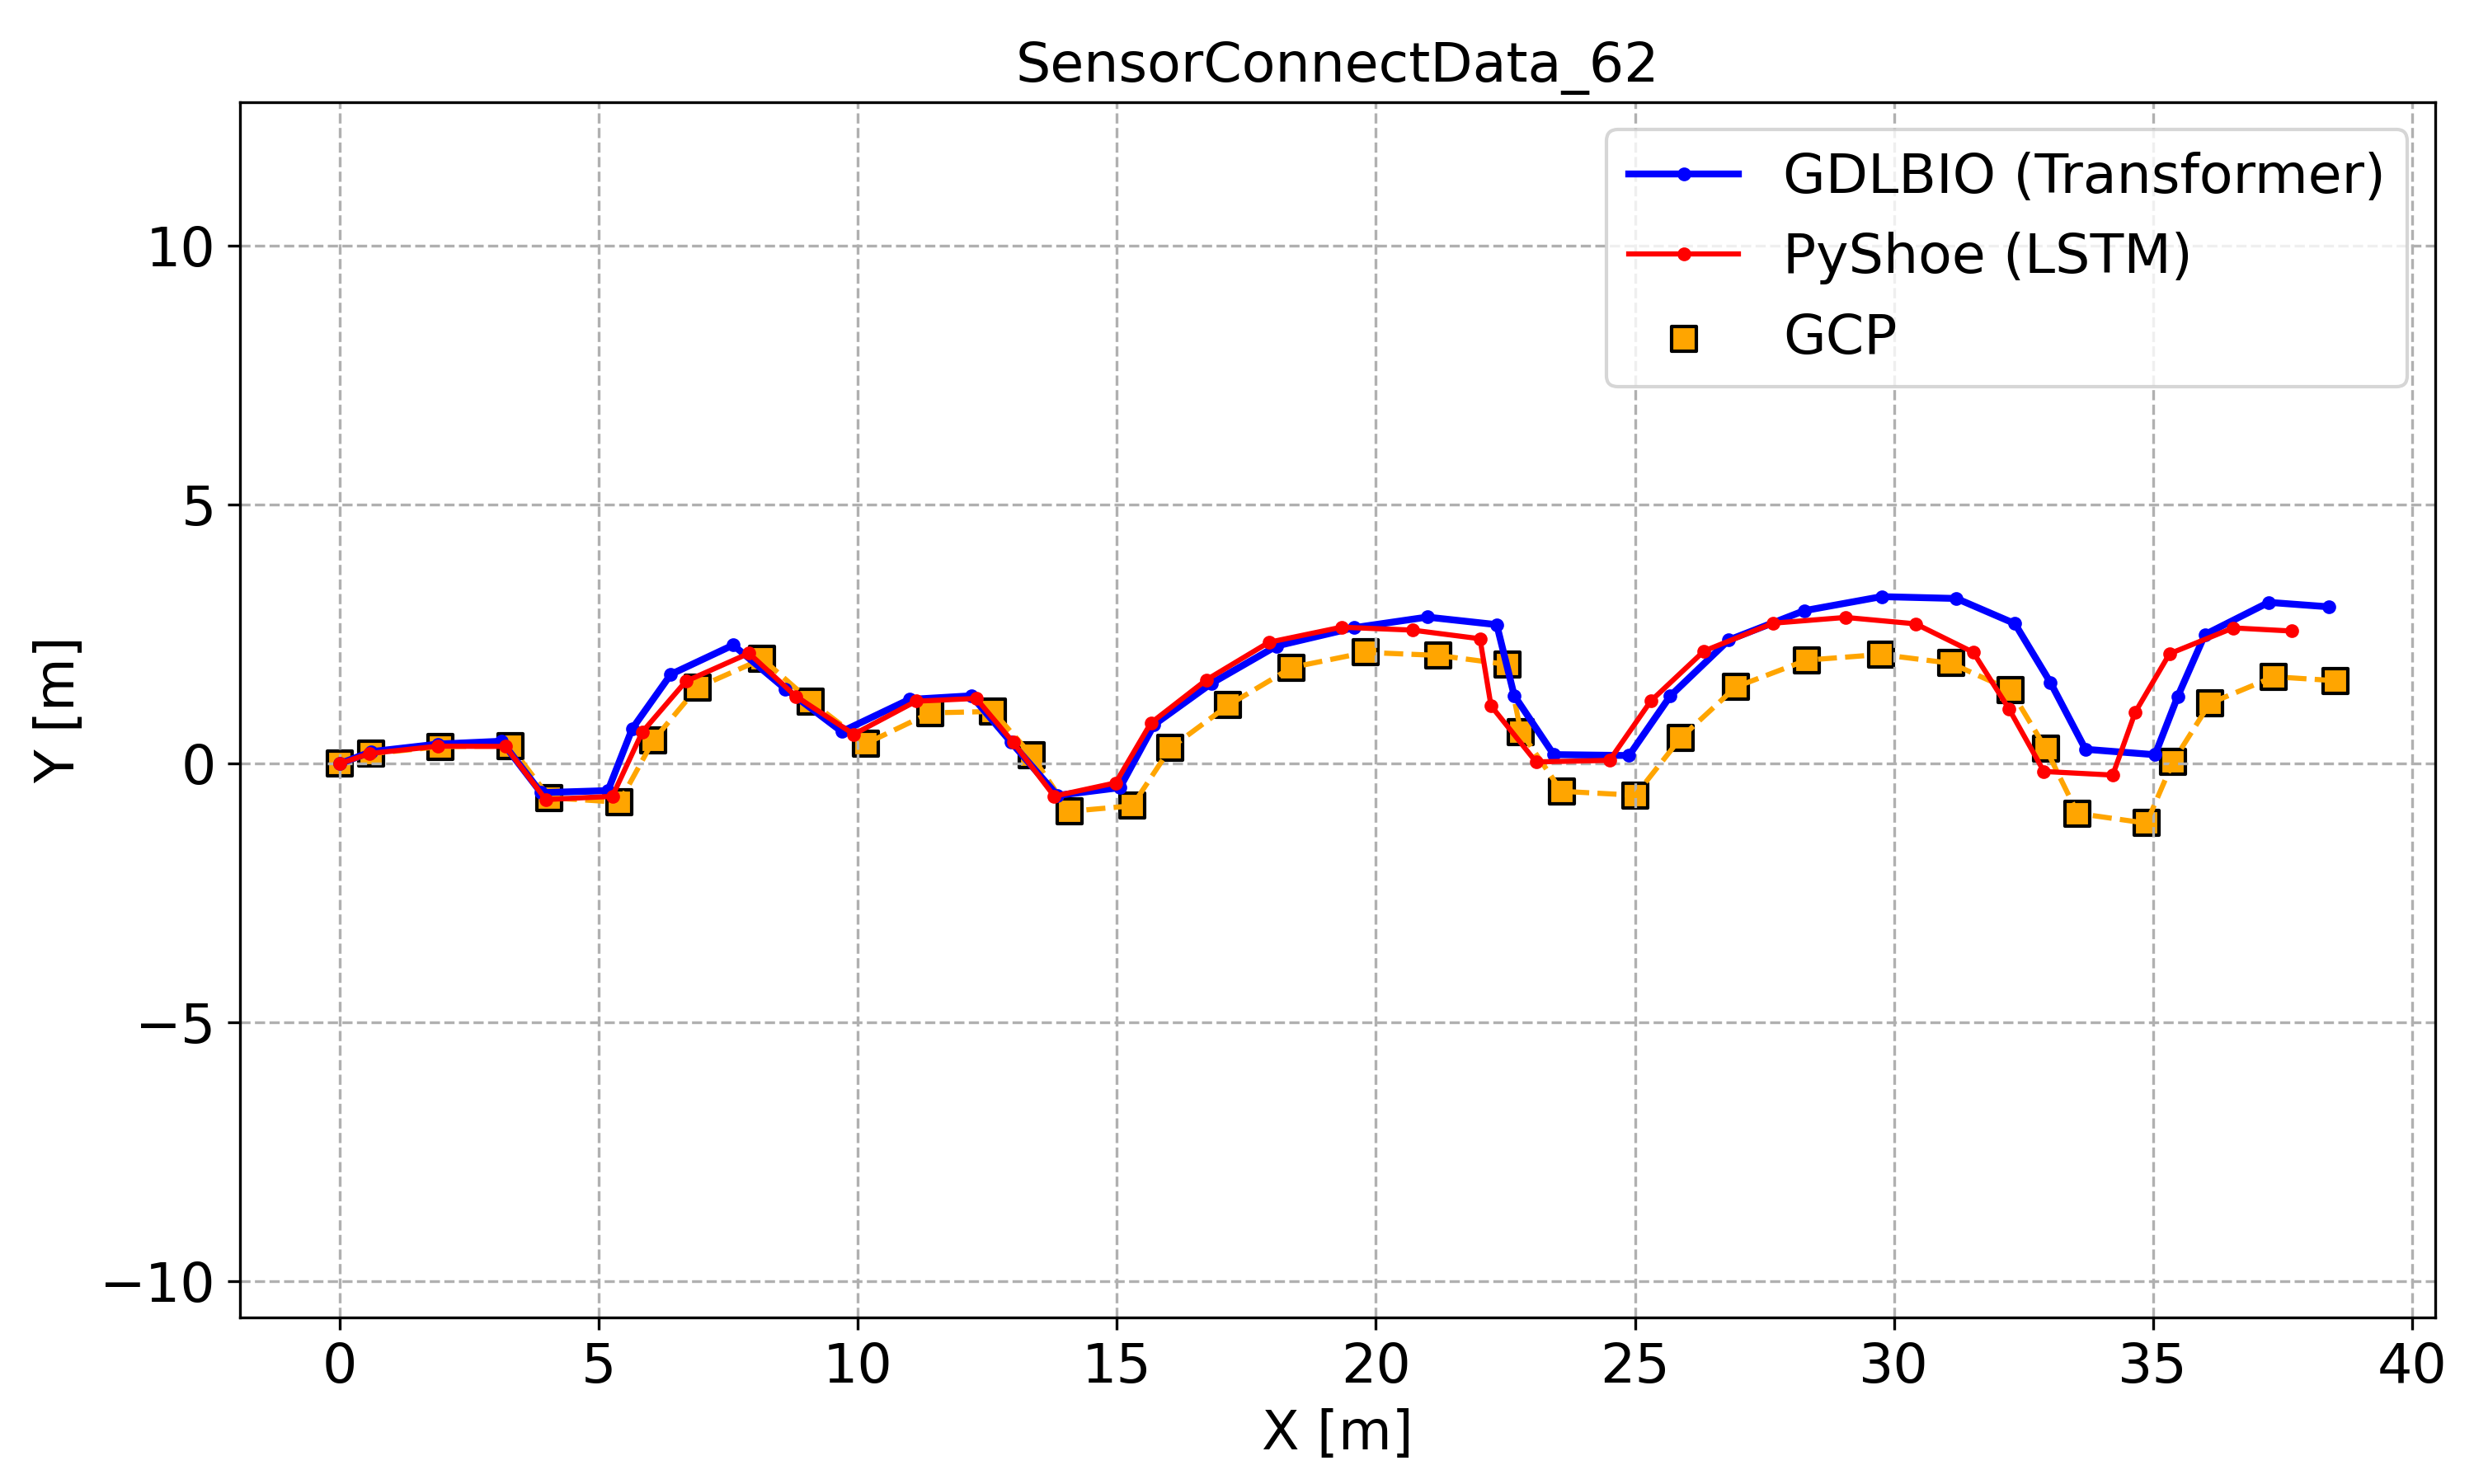 SensorConnectData_62
GDLBIO (Transformer)
PyShoe (LSTM)
GCP
Y [m]
10
5
0
−5
−10
0 5 10 15 20 25 30 35 40
X [m]